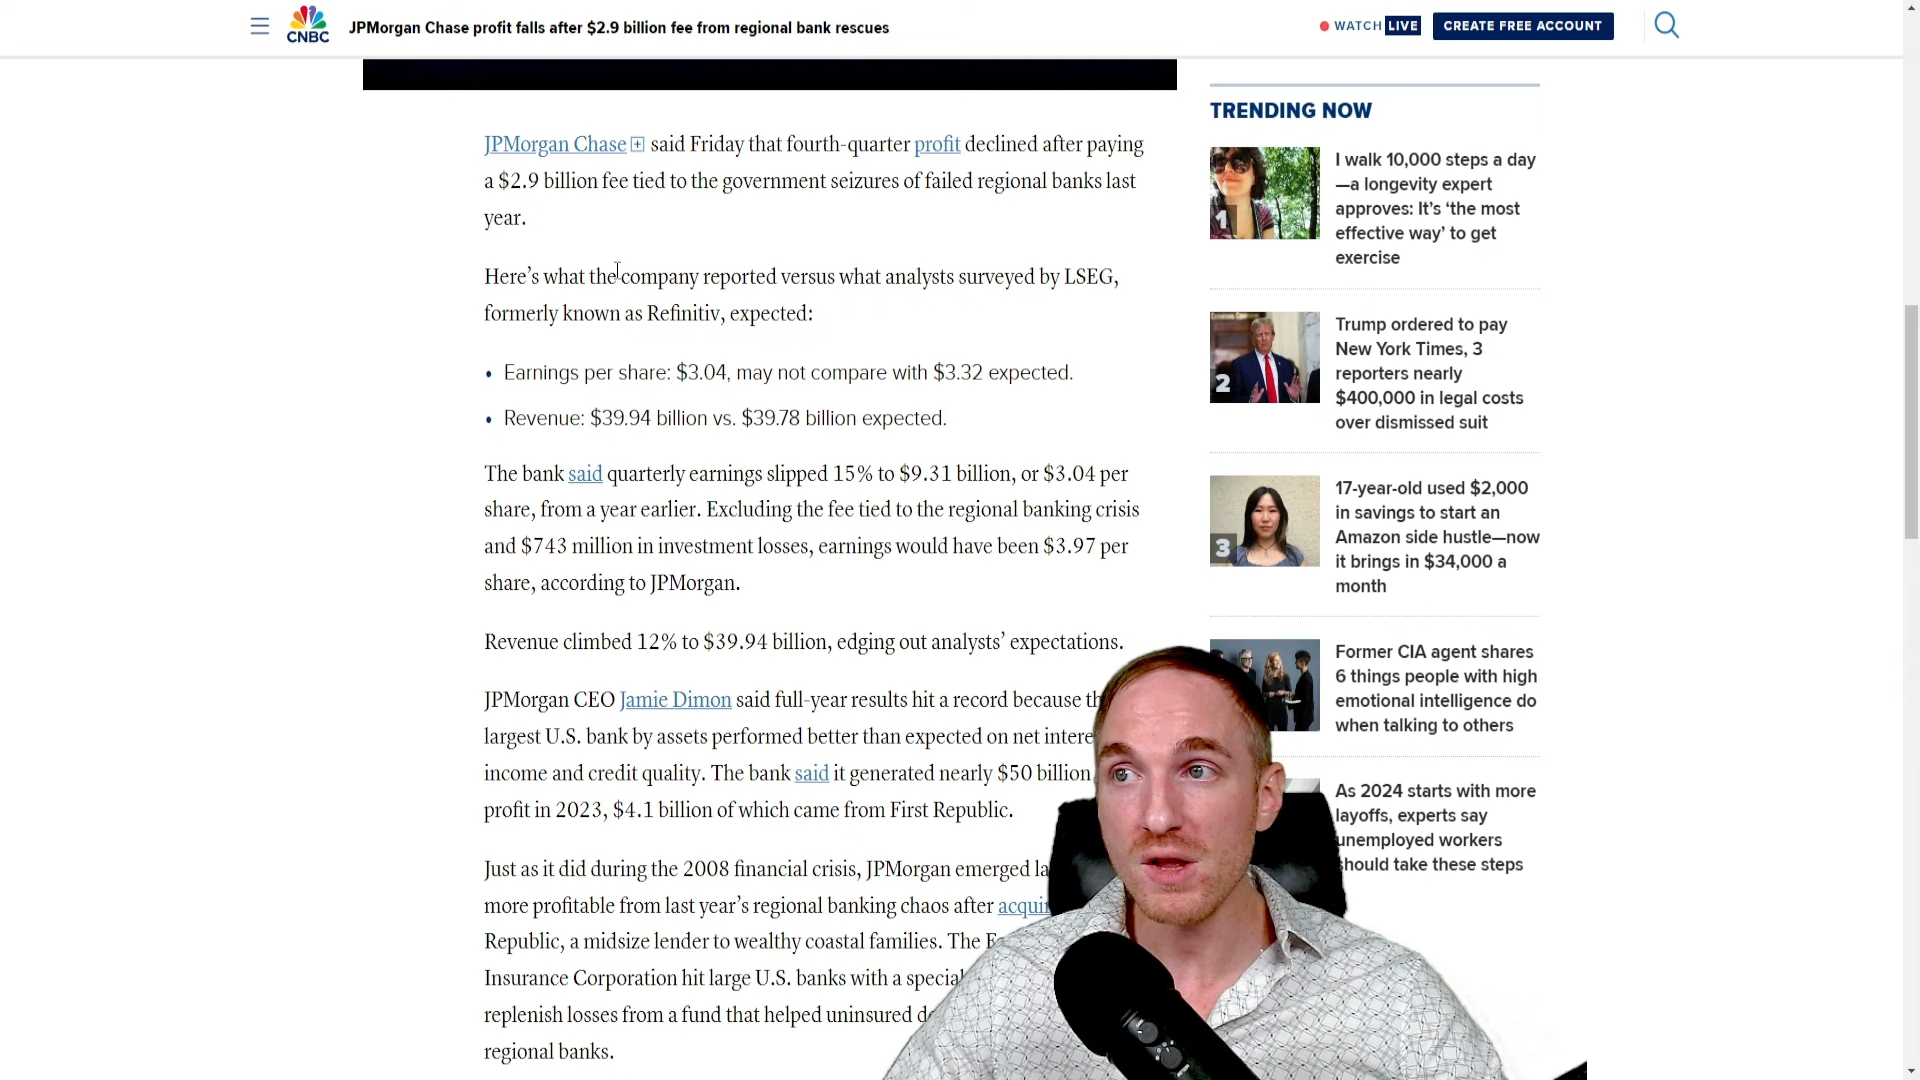 CNBC
JPMorgan Chase profit falls after $2.9 billion fee from regional bank rescues
WATCH LIVE
CREATE FREE ACCOUNT
JPMorgan Chase said Friday that fourth-quarter profit declined after paying
a $2.9 billion fee tied to the government seizures of failed regional banks last
year.
Here’s what the company reported versus what analysts surveyed by LSEG,
formerly known as Refinitiv, expected:
• Earnings per share: $3.04, may not compare with $3.32 expected.
• Revenue: $39.94 billion vs. $39.78 billion expected.
The bank said quarterly earnings slipped 15% to $9.31 billion, or $3.04 per
share, from a year earlier. Excluding the fee tied to the regional banking crisis
and $743 million in investment losses, earnings would have been $3.97 per
share, according to JPMorgan.
Revenue climbed 12% to $39.94 billion, edging out analysts’ expectations.
JPMorgan CEO Jamie Dimon said full-year results hit a record because
largest U.S. bank by assets performed better than expected on net
income and credit quality. The bank said it generated nearly $50 billion
profit in 2023, $4.1 billion of which came from First Republic.
Just as it did during the 2008 financial crisis, JPMorgan emerged
more profitable from last year’s regional banking chaos after
Republic, a midsize lender to wealthy coastal families. The
Insurance Corporation hit large U.S. banks with a special
replenish losses from a fund that helped uninsured
regional banks.
TRENDING NOW
1
I walk 10,000 steps a day
—a longevity expert
approves: It’s ‘the most
effective way’ to get
exercise
2
Trump ordered to pay
New York Times, 3
reporters nearly
$400,000 in legal costs
over dismissed suit
3
17-year-old used $2,000
in savings to start an
Amazon side hustle—now
it brings in $34,000 a
month
Former CIA agent shares
6 things people with high
emotional intelligence do
when talking to others
As 2024 starts with more
layoffs, experts say
unemployed workers
should take these steps